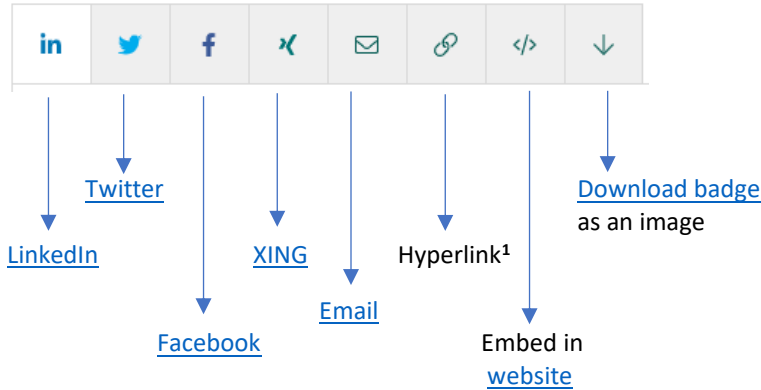 in
f
</>
Twitter
Download badge
as an image
LinkedIn
XING
Hyperlink¹
Email
Facebook
Embed in
website